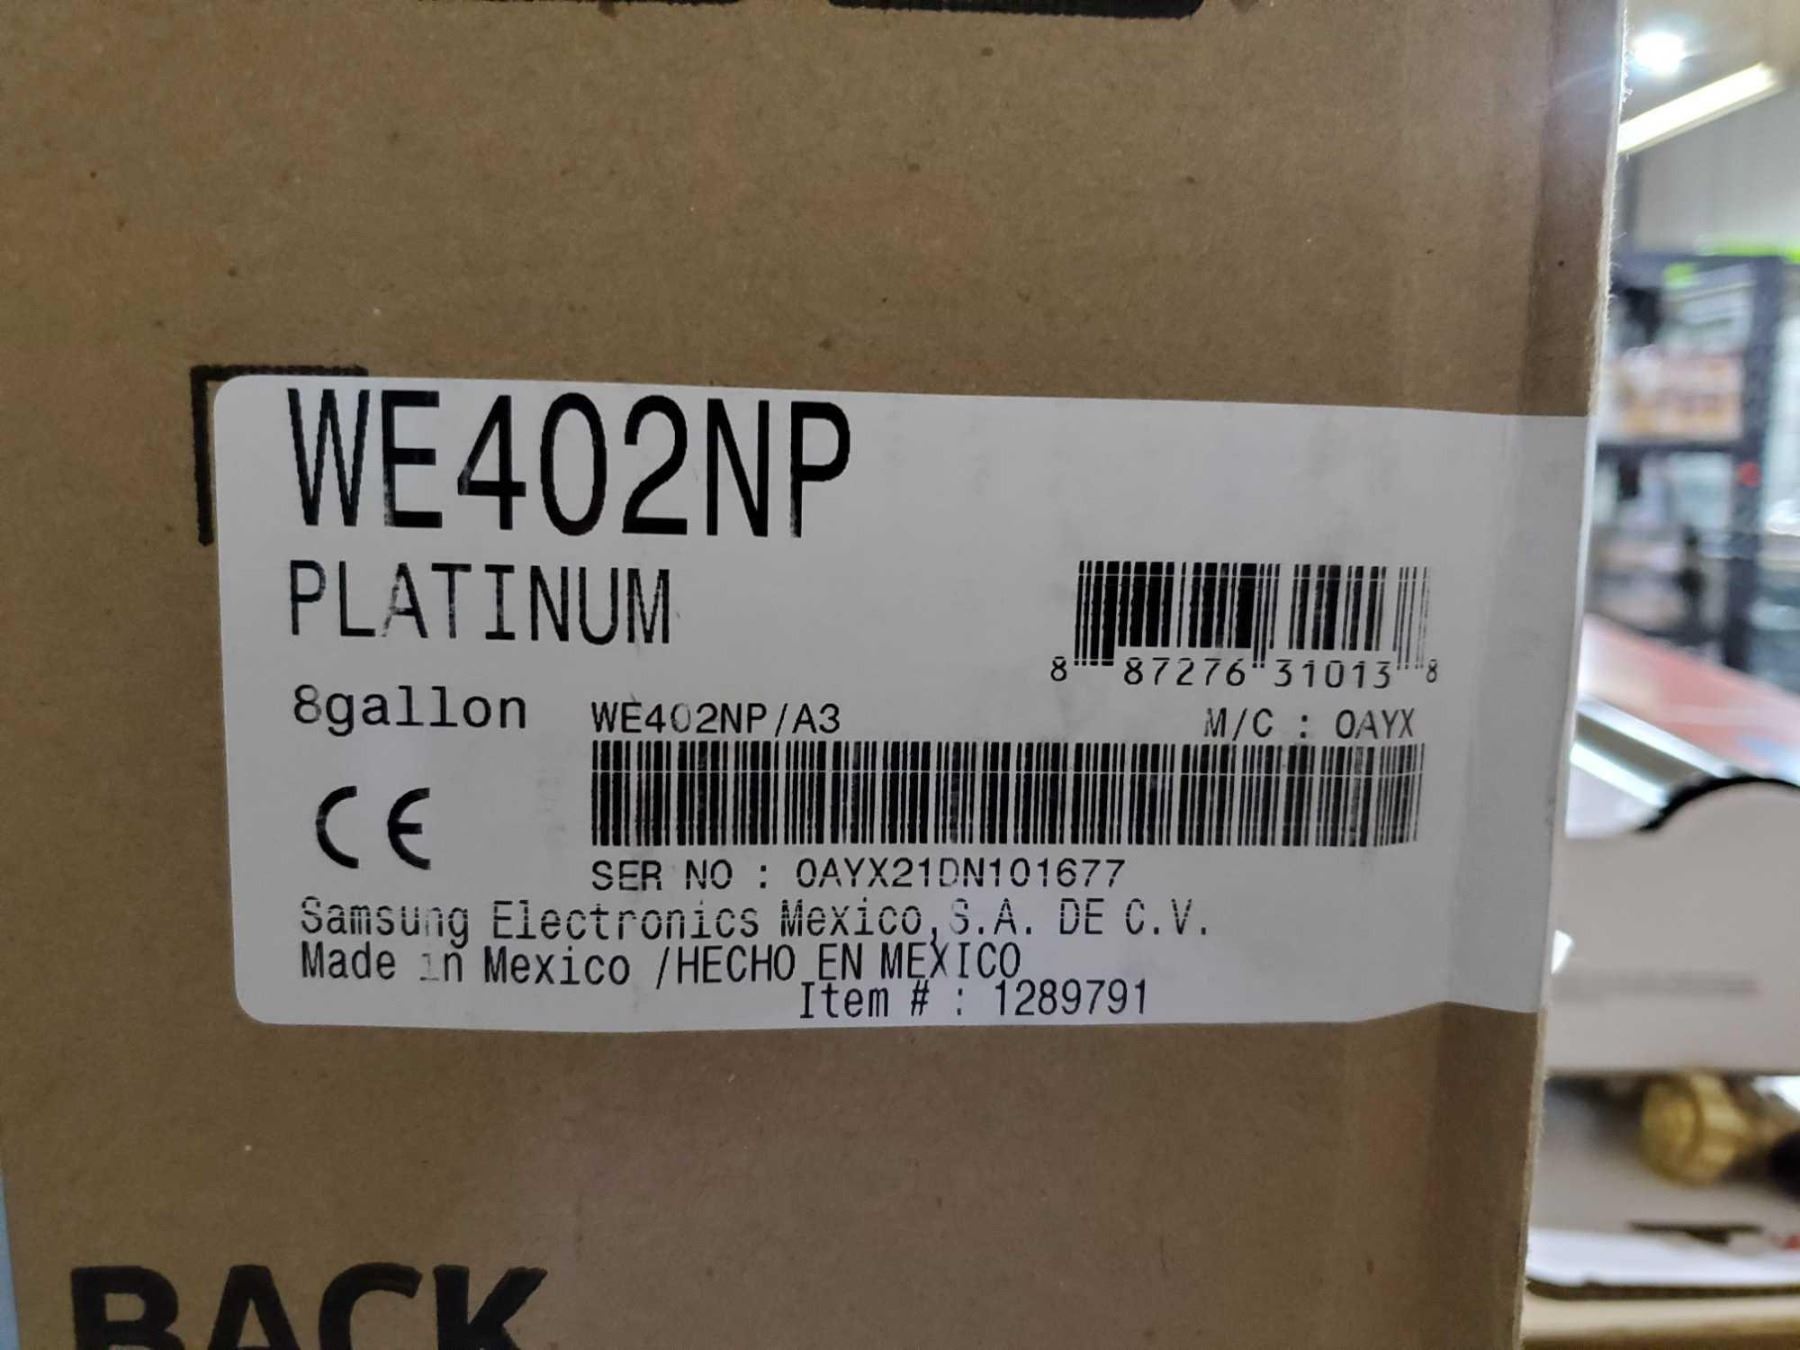 WE402NP
PLATINUM
8 87276 31013 8
8gallon
WE402NP/A3
M/C : 0AYX
CE
SER NO : 0AYX21DN101677
Samsung Electronics Mexico,S.A. DE C.V.
Made in Mexico /HECHO EN MEXICO
Item # : 1289791
BACK